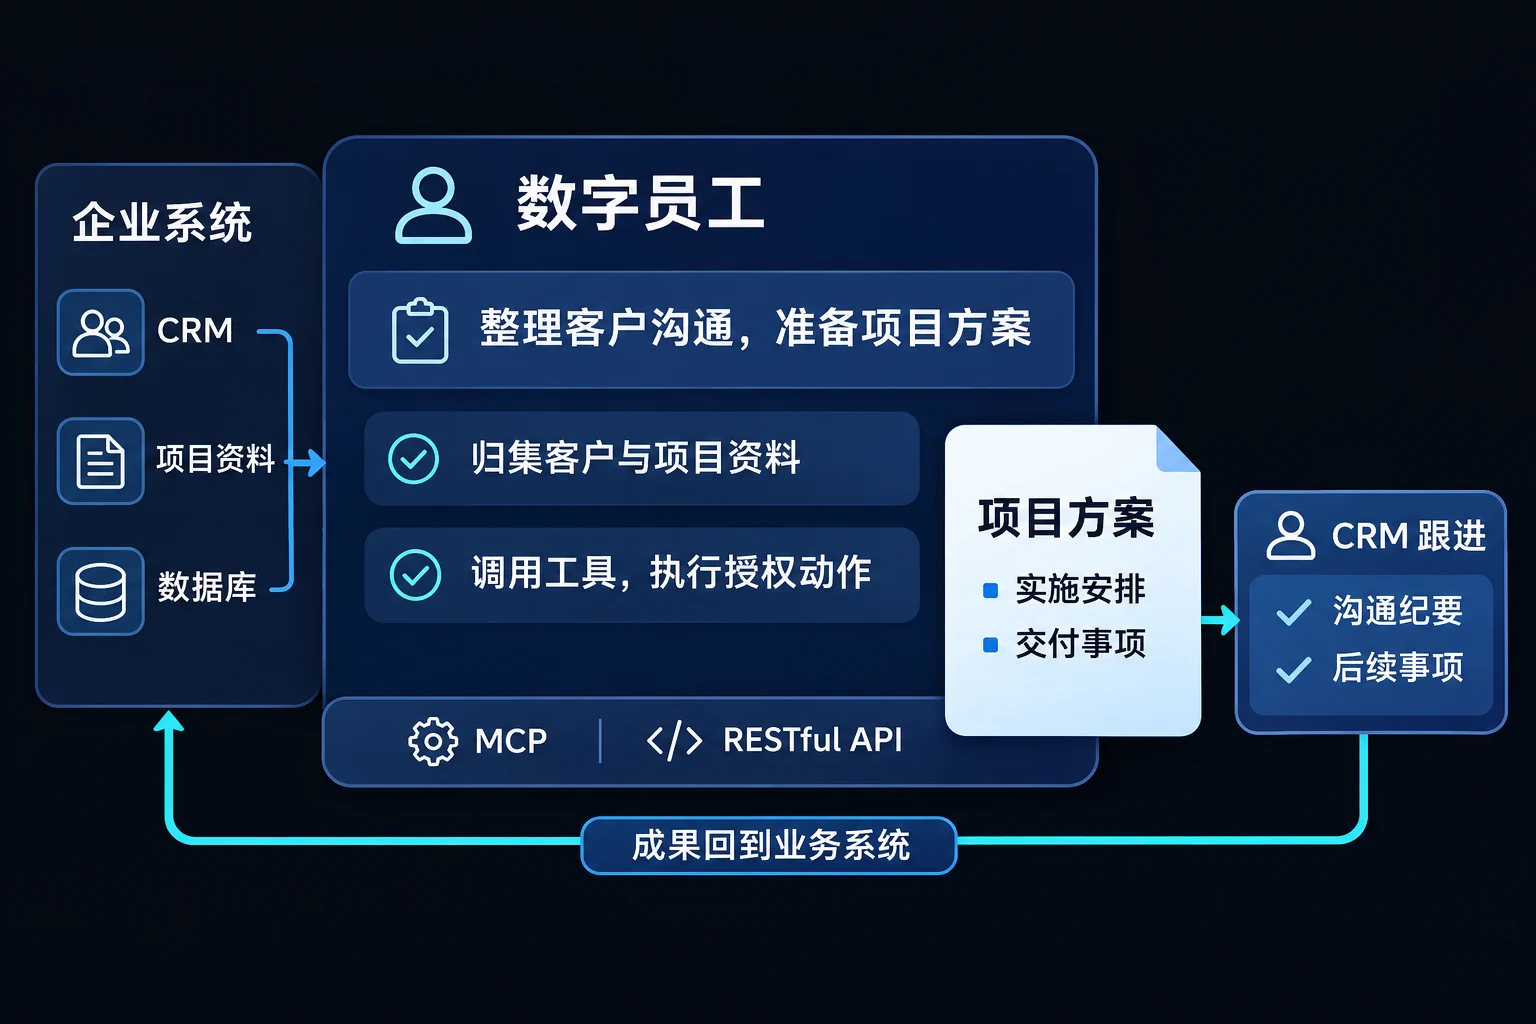 企业系统
CRM
项目资料
数据库
数字员工
整理客户沟通，准备项目方案
归集客户与项目资料
调用工具，执行授权动作
MCP
</> RESTful API
项目方案
实施安排
交付事项
CRM 跟进
沟通纪要
后续事项
成果回到业务系统